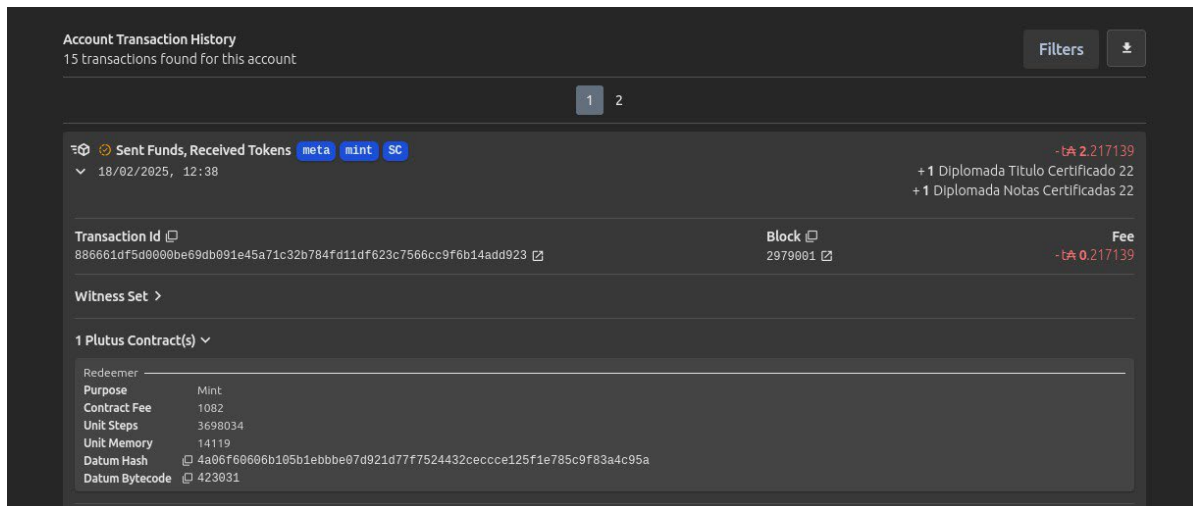 Account Transaction History
15 transactions found for this account
Filters
1 2
Sent Funds, Received Tokens meta mint SC
-t₳ 2.217139
18/02/2025, 12:38
+1 Diplomada Titulo Certificado 22
+1 Diplomada Notas Certificadas 22
Transaction Id Block Fee
886661df5d0000be69db091e45a71c32b784fd11df623c7566cc9f6b14add923 2979001 -t₳ 0.217139
Witness Set
1 Plutus Contract(s)
Redeemer
Purpose Mint
Contract Fee 1082
Unit Steps 3698034
Unit Memory 14119
Datum Hash 4a06f60606b105b1ebbbe07d921d77f7524432ceccce125f1e785c9f83a4c95a
Datum Bytecode 423031